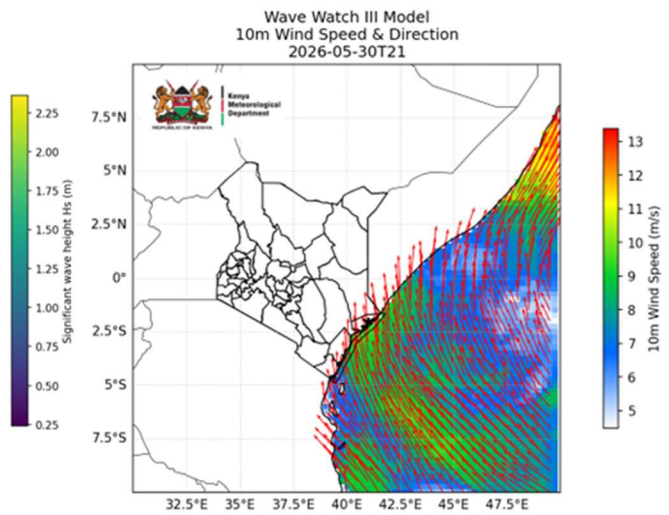 Wave Watch III Model
10m Wind Speed & Direction
2026-05-30T21
Kenya
Meteorological
Department
REPUBLIC OF KENYA
2.25
2.00
1.75
1.50
1.25
1.00
0.75
0.50
0.25
Significant wave height Hs (m)
7.5°N
5°N
2.5°N
0°
2.5°S
5°S
7.5°S
32.5°E
35°E
37.5°E
40°E
42.5°E
45°E
47.5°E
13
12
11
10
9
8
7
6
5
10m Wind Speed (m/s)